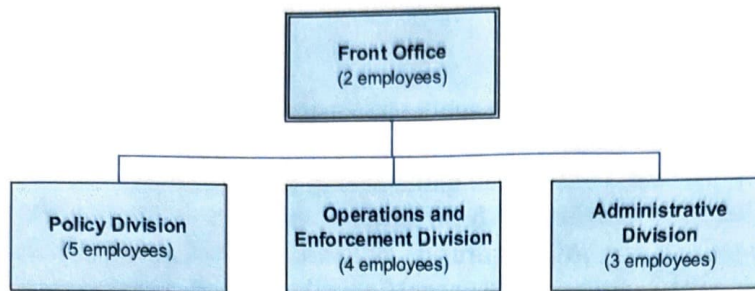 Front Office
(2 employees)
Policy Division
(5 employees)
Operations and
Enforcement Division
(4 employees)
Administrative
Division
(3 employees)